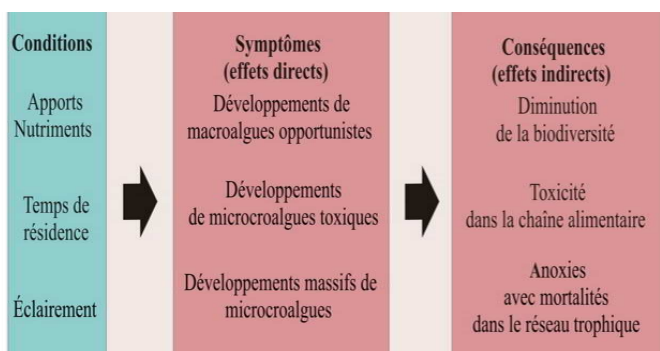 Conditions
Apports
Nutriments
Temps de
résidence
Éclairement
Symptômes
(effets directs)
Développements de
macroalgues opportunistes
Développements
de microcroalgues toxiques
Développements massifs de
microcroalgues
Conséquences
(effets indirects)
Diminution
de la biodiversité
Toxicité
dans la chaîne alimentaire
Anoxies
avec mortalités
dans le réseau trophique